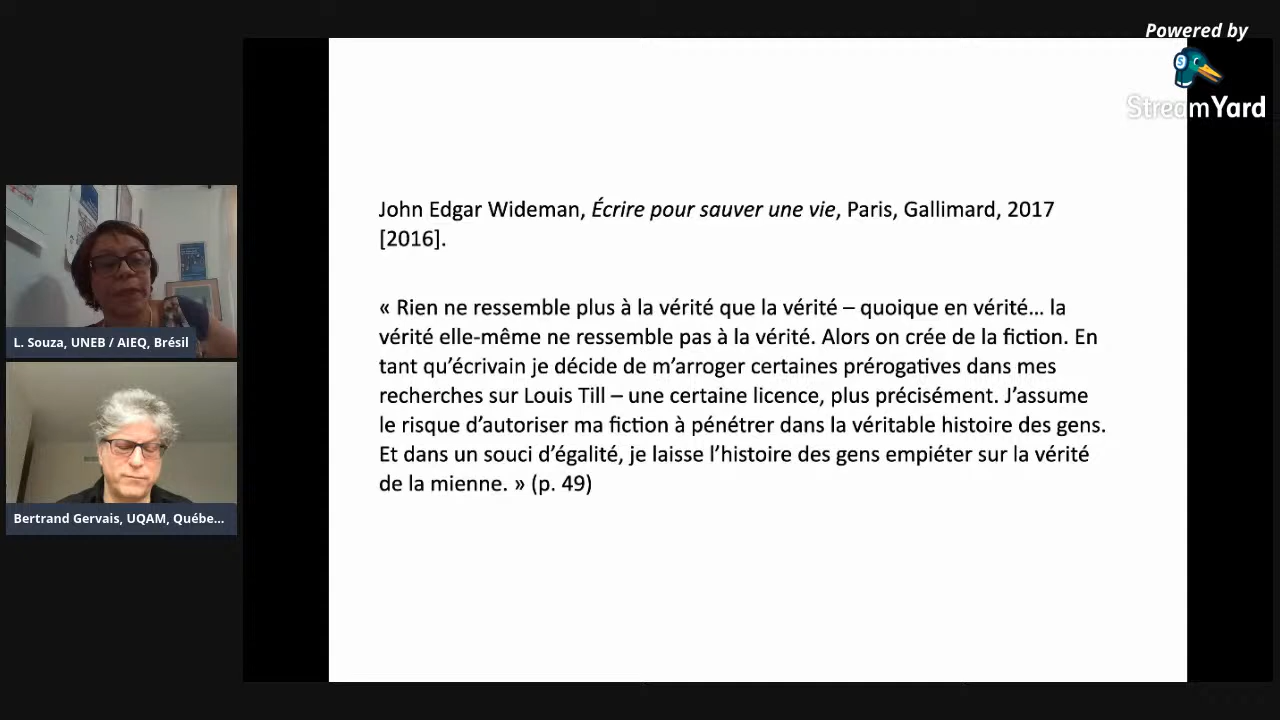 Powered by
StreamYard
John Edgar Wideman, Écrire pour sauver une vie, Paris, Gallimard, 2017
[2016].
« Rien ne ressemble plus à la vérité que la vérité – quoique en vérité… la
vérité elle-même ne ressemble pas à la vérité. Alors on crée de la fiction. En
tant qu’écrivain je décide de m’arroger certaines prérogatives dans mes
recherches sur Louis Till – une certaine licence, plus précisément. J’assume
le risque d’autoriser ma fiction à pénétrer dans la véritable histoire des gens.
Et dans un souci d’égalité, je laisse l’histoire des gens empiéter sur la vérité
de la mienne. » (p. 49)
L. Souza, UNEB / AIEQ, Brésil
Bertrand Gervais, UQAM, Québe...